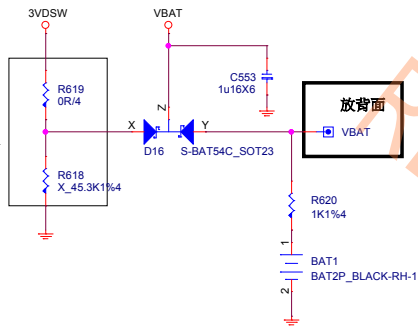 3VDSW
VBAT
R619
0R/4
C553
1u16X6
放背面
VBAT
Z
X
Y
D16
S-BAT54C_SOT23
R618
X_45.3K1%4
R620
1K1%4
1
BAT1
BAT2P_BLACK-RH-1
2